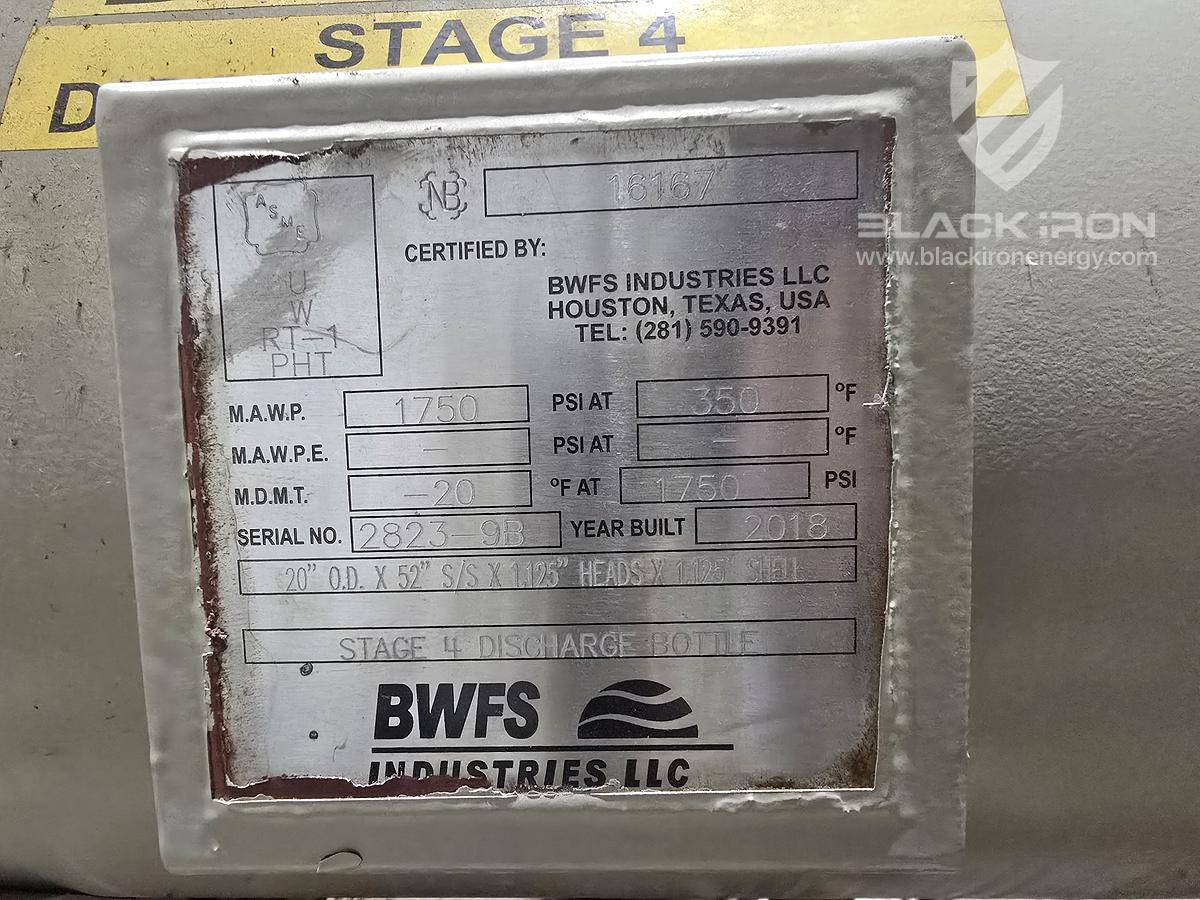 STAGE 4
D
BLACK IRON
www.blackironenergy.com
ASME
U
W
RT-1
PHT
NB 16167
CERTIFIED BY:
BWFS INDUSTRIES LLC
HOUSTON, TEXAS, USA
TEL: (281) 590-9391
M.A.W.P. 1750 PSI AT 350 °F
M.A.W.P.E. - PSI AT - °F
M.D.M.T. -20 °F AT 1750 PSI
SERIAL NO. 2823-9B YEAR BUILT 2018
20" O.D. X 52" S/S X 1.125" HEADS X 1.125" SHELL
STAGE 4 DISCHARGE BOTTLE
BWFS
INDUSTRIES LLC